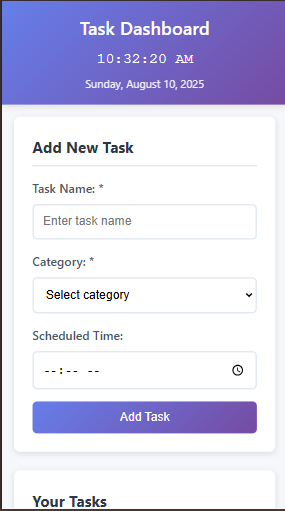 Task Dashboard
10:32:20 AM
Sunday, August 10, 2025
Add New Task
Task Name: *
Enter task name
Category: *
Select category
Scheduled Time:
--:-- --
Add Task
Your Tasks